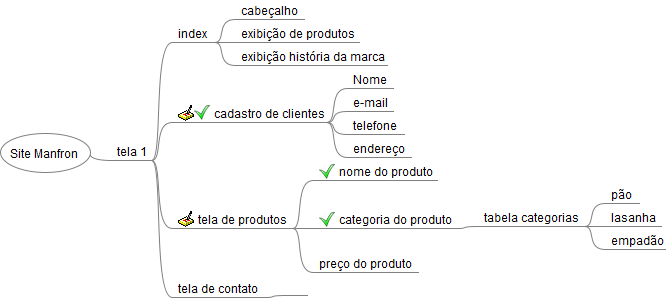 Site Manfron
tela 1
index
cabeçalho
exibição de produtos
exibição história da marca
cadastro de clientes
Nome
e-mail
telefone
endereço
tela de produtos
nome do produto
categoria do produto
tabela categorias
pão
lasanha
empadão
preço do produto
tela de contato